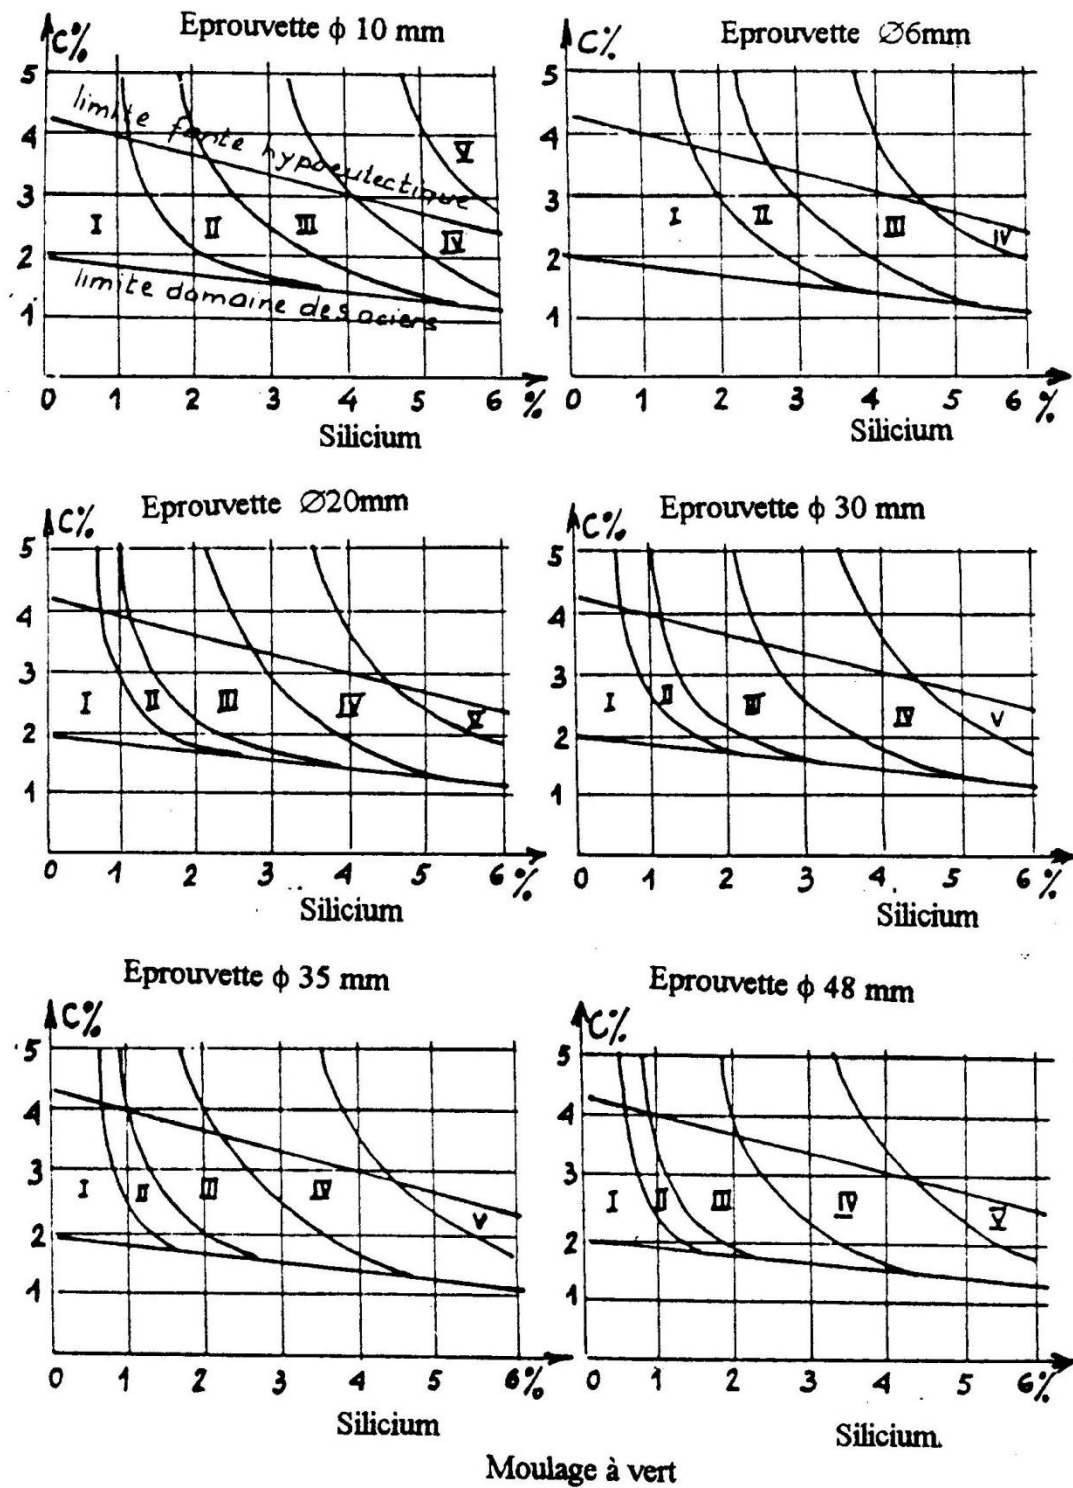 Eprouvette ϕ 10 mm
C%
5
4
3
2
1
0 1 2 3 4 5 6 %
Silicium
limite fonte hypoeutectique
limite domaine des aciers
I
II
III
IV
V
Eprouvette ∅6mm
C%
5
4
3
2
1
0 1 2 3 4 5 6 %
Silicium
I
II
III
IV
Eprouvette ∅20mm
C%
5
4
3
2
1
0 1 2 3 4 5 6%
Silicium
I
II
III
IV
V
Eprouvette ϕ 30 mm
C%
5
4
3
2
1
0 1 2 3 4 5 6%
Silicium
I
II
III
IV
V
Eprouvette ϕ 35 mm
C%
5
4
3
2
1
0 1 2 3 4 5 6%
Silicium
I
II
III
IV
V
Eprouvette ϕ 48 mm
C%
5
4
3
2
1
0 1 2 3 4 5 6%
Silicium
I
II
III
IV
V
Moulage à vert